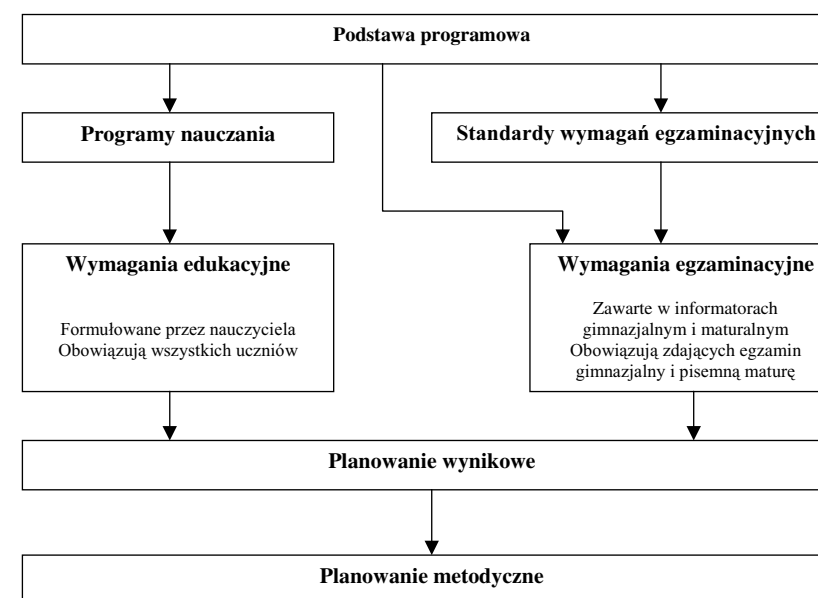 Podstawa programowa
Programy nauczania
Standardy wymagań egzaminacyjnych
Wymagania edukacyjne
Formułowane przez nauczyciela
Obowiązują wszystkich uczniów
Wymagania egzaminacyjne
Zawarte w informatorach
gimnazjalnym i maturalnym
Obowiązują zdających egzamin
gimnazjalny i pisemną maturę
Planowanie wynikowe
Planowanie metodyczne